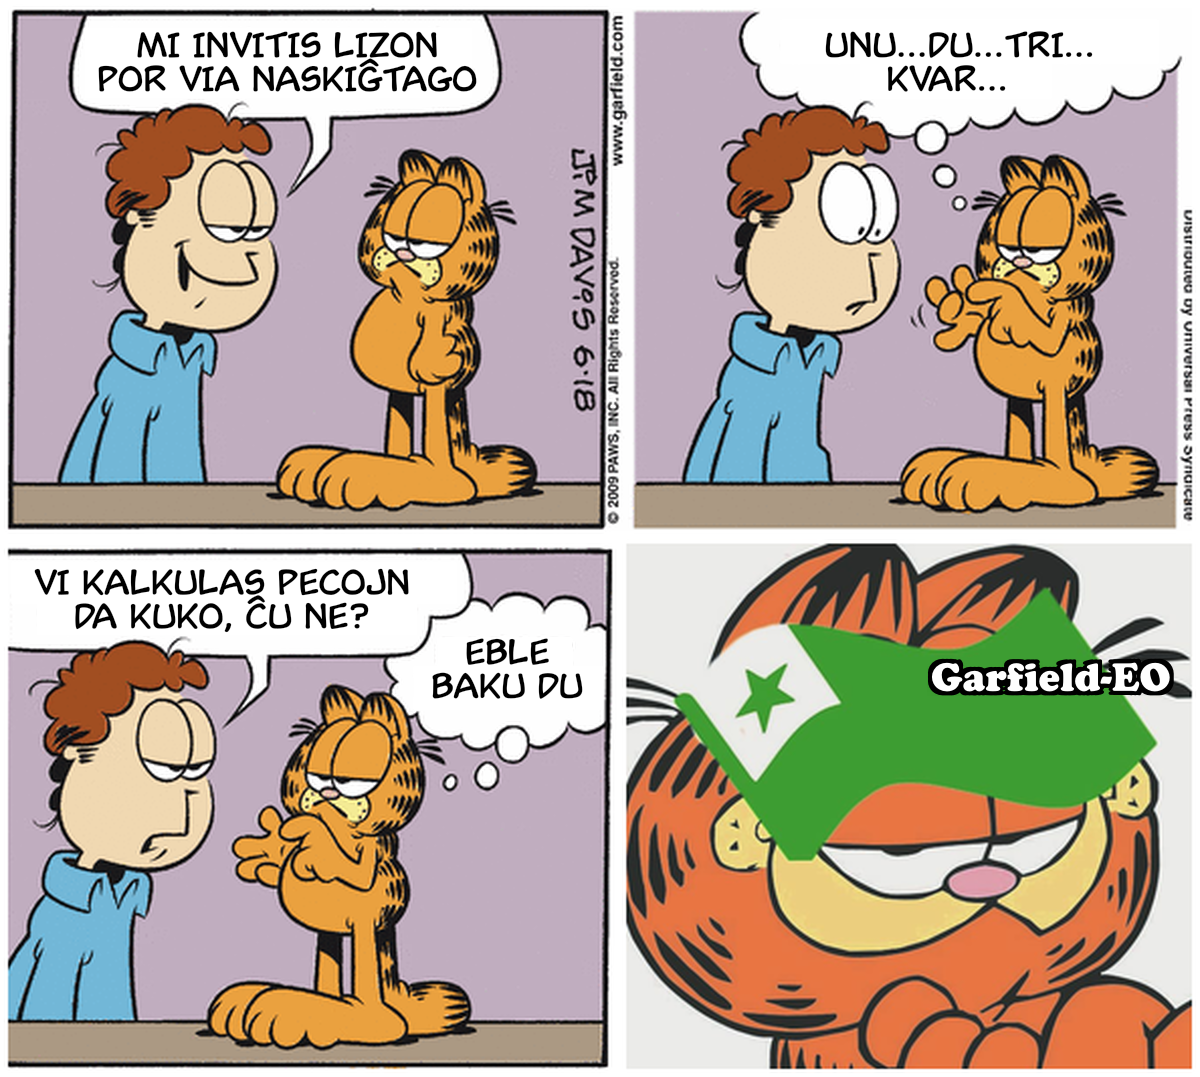 MI INVITIS LIZON
POR VIA NASKIĜTAGO
JIM DAVIS 6·18
www.garfield.com
© 2009 PAWS, INC. All Rights Reserved.
UNU...DU...TRI...
KVAR...
Distributed by Universal Press Syndicate
VI KALKULAS PECOJN
DA KUKO, ĈU NE?
EBLE
BAKU DU
Garfield-EO